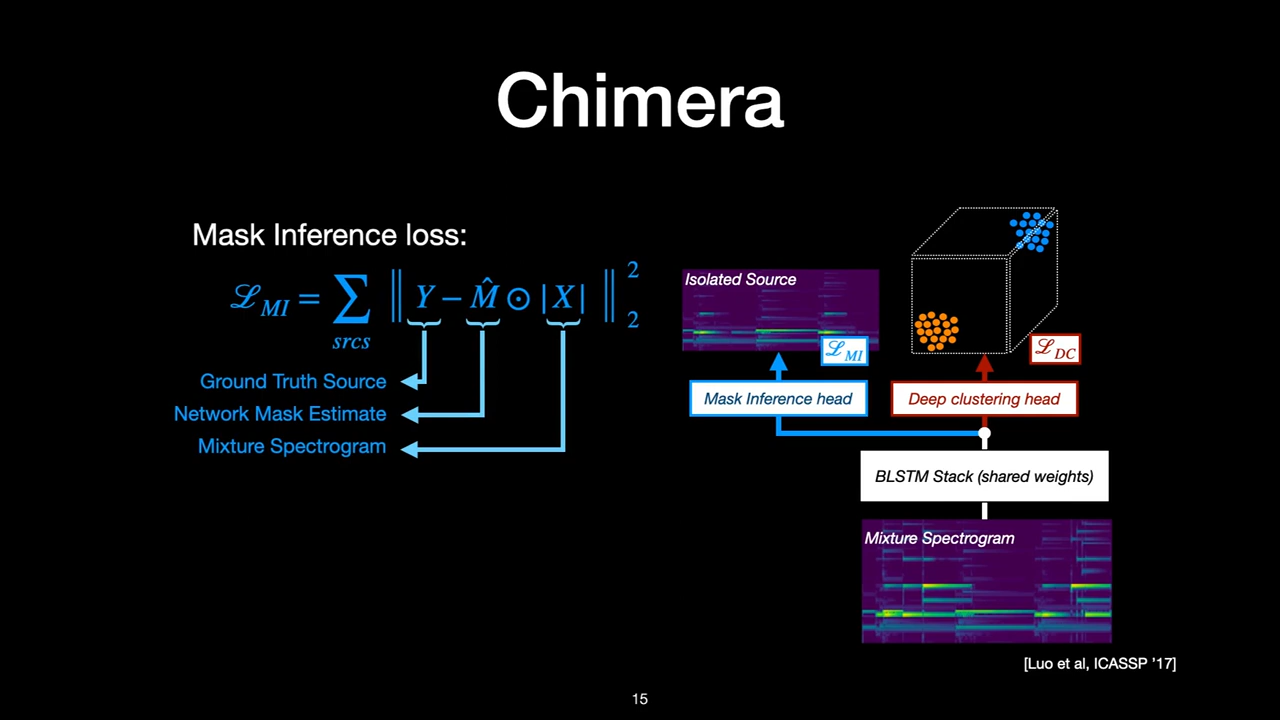 Chimera
Mask Inference loss:
ℒ_MI = ∑_srcs ‖ Y − M̂ ⊙ |X| ‖₂²
Ground Truth Source
Network Mask Estimate
Mixture Spectrogram
Isolated Source
ℒ_MI
ℒ_DC
Mask Inference head
Deep clustering head
BLSTM Stack (shared weights)
Mixture Spectrogram
[Luo et al, ICASSP ’17]
15